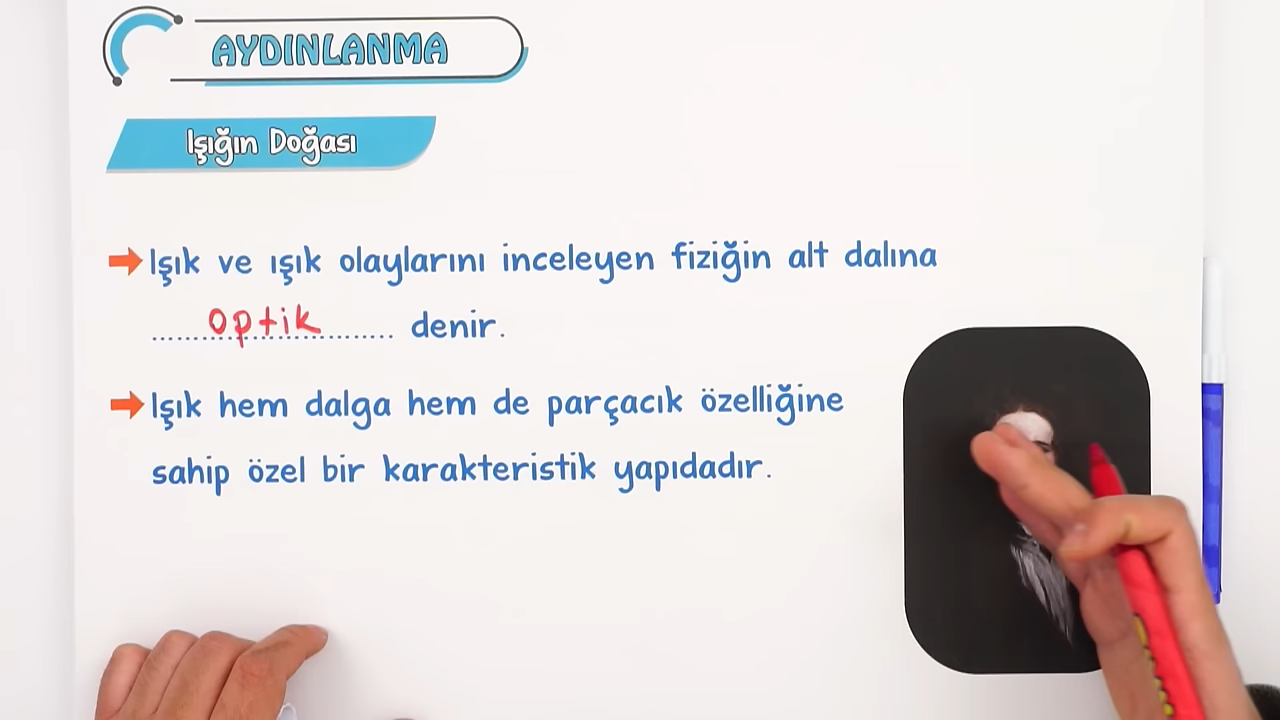 AYDINLANMA
Işığın Doğası
Işık ve ışık olaylarını inceleyen fiziğin alt dalına
optik denir.
Işık hem dalga hem de parçacık özelliğine
sahip özel bir karakteristik yapıdadır.